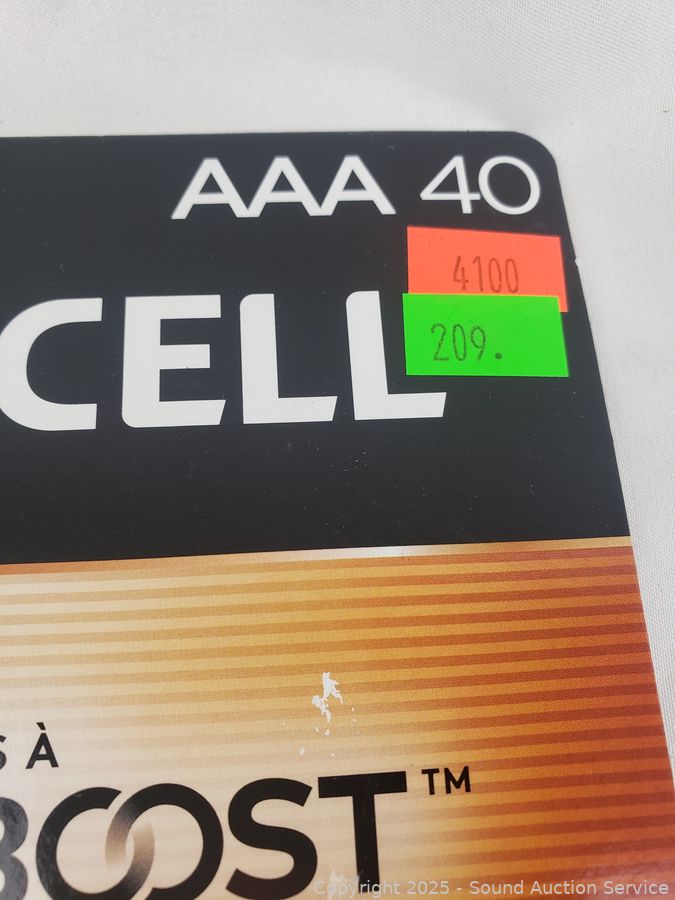 AAA 40
4100
CELL
209.
S À
BOOST™
Copyright 2025 - Sound Auction Service